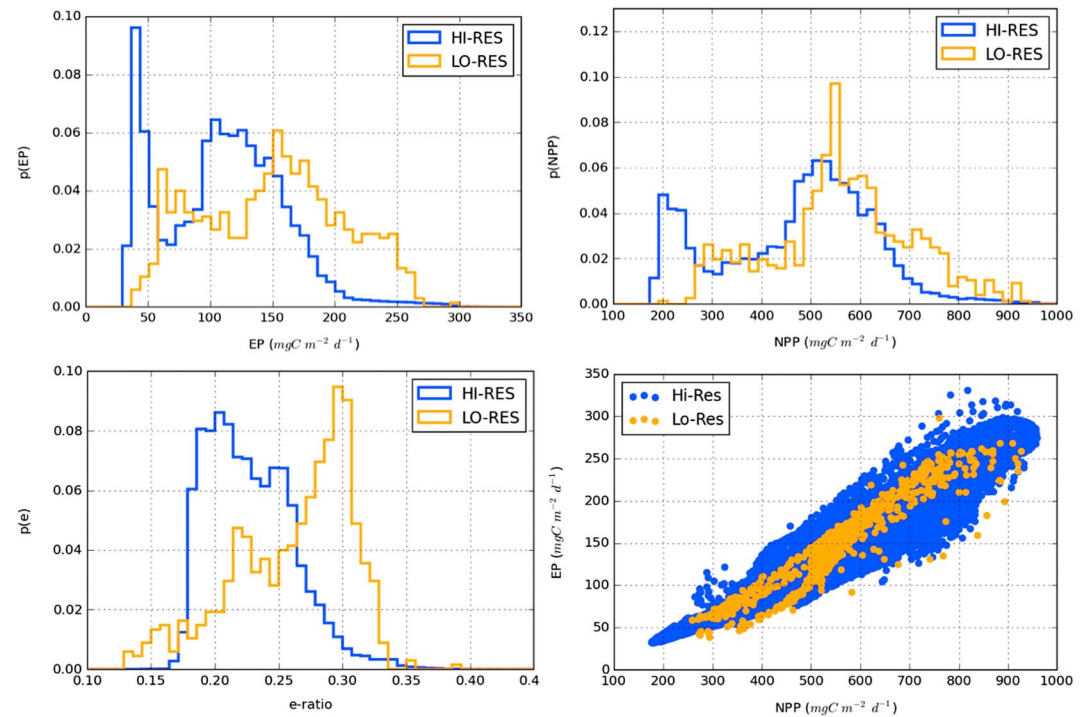 0.10
0.08
0.06
0.04
0.02
0.00
p(EP)
HI-RES
LO-RES
0 50 100 150 200 250 300 350
EP (mgC m⁻² d⁻¹)
0.12
0.10
0.08
0.06
0.04
0.02
0.00
p(NPP)
HI-RES
LO-RES
100 200 300 400 500 600 700 800 900 1000
NPP (mgC m⁻² d⁻¹)
0.10
0.08
0.06
0.04
0.02
0.00
p(e)
HI-RES
LO-RES
0.10 0.15 0.20 0.25 0.30 0.35 0.40 0.4
e-ratio
350
300
250
200
150
100
50
0
EP (mgC m⁻² d⁻¹)
Hi-Res
Lo-Res
100 200 300 400 500 600 700 800 900 1000
NPP (mgC m⁻² d⁻¹)